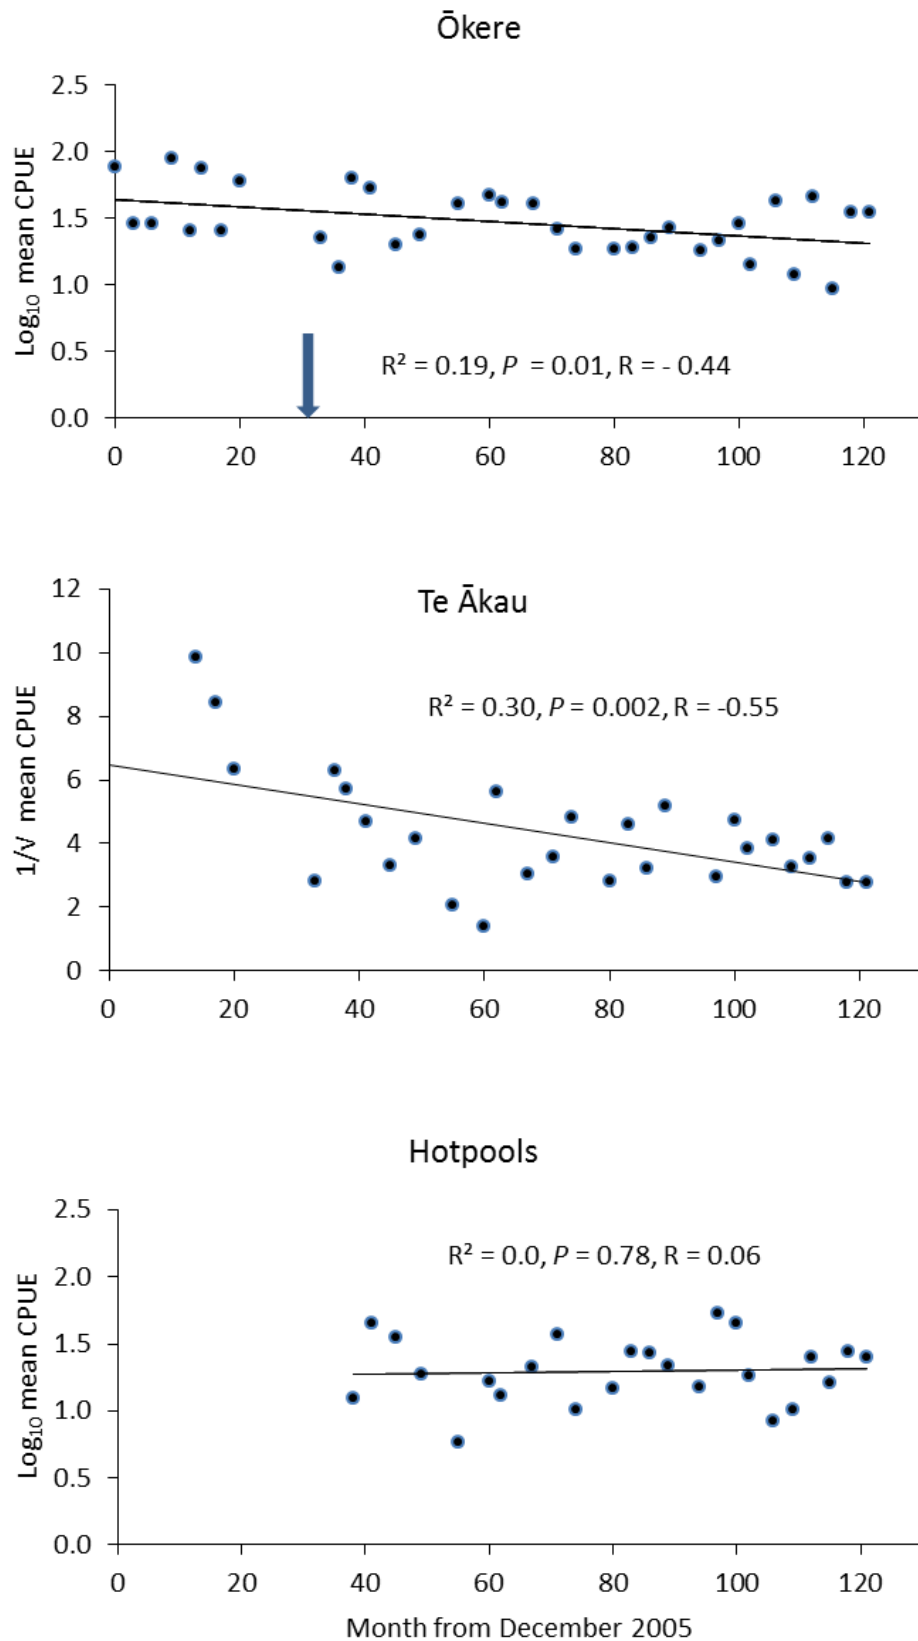 Ōkere
2.5
2.0
1.5
1.0
0.5
0.0
Log₁₀ mean CPUE
R² = 0.19, P = 0.01, R = - 0.44
0 20 40 60 80 100 120
Te Ākau
12
10
8
6
4
2
0
1/√ mean CPUE
R² = 0.30, P = 0.002, R = -0.55
0 20 40 60 80 100 120
Hotpools
2.5
2.0
1.5
1.0
0.5
0.0
Log₁₀ mean CPUE
R² = 0.0, P = 0.78, R = 0.06
0 20 40 60 80 100 120
Month from December 2005